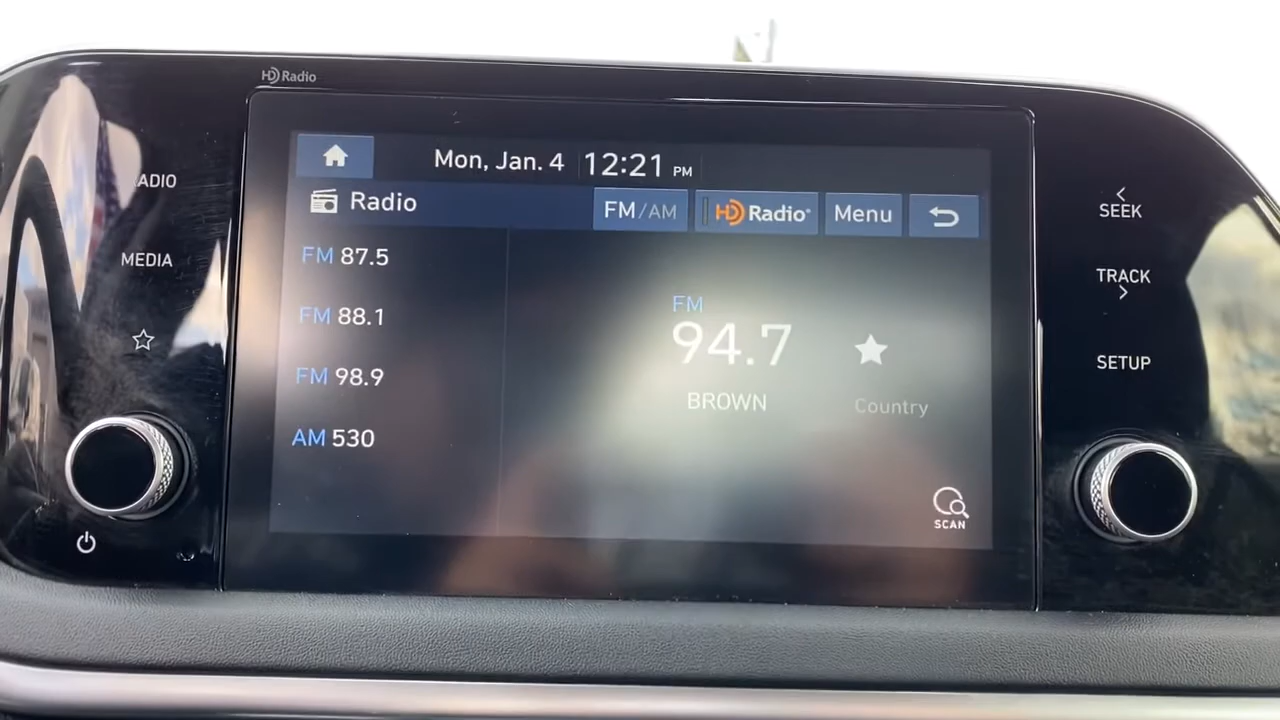 HD Radio
Mon, Jan. 4 12:21 PM
Radio
FM/AM
HD Radio
Menu
FM 87.5
FM 88.1
FM 98.9
AM 530
FM
94.7
BROWN
Country
SCAN
ADIO
MEDIA
SEEK
TRACK
SETUP